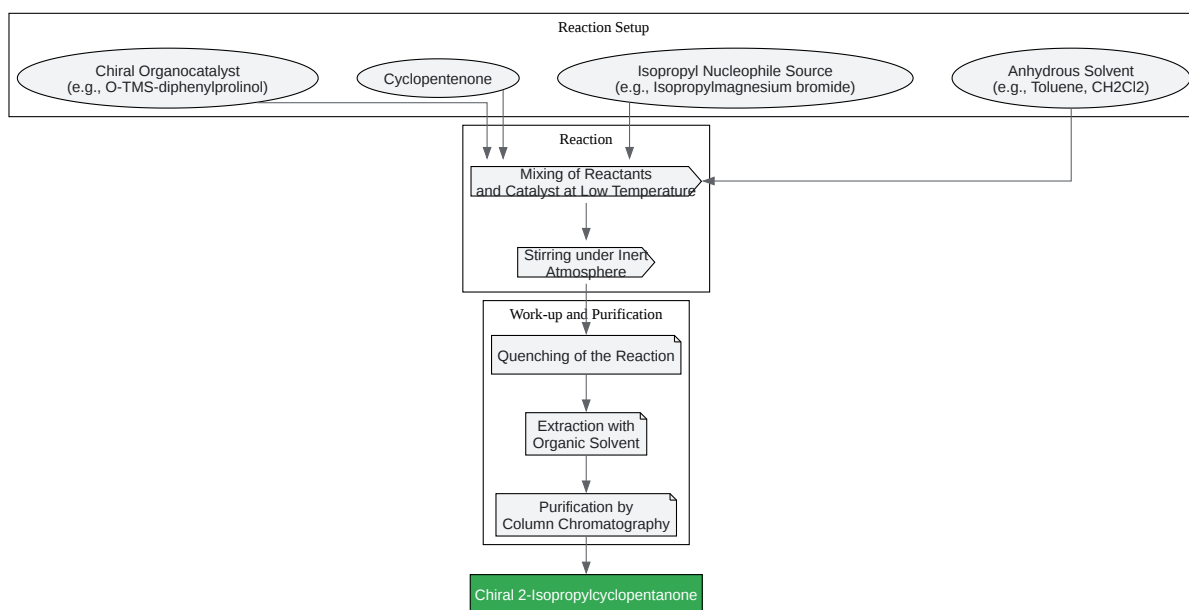 Reaction Setup
Chiral Organocatalyst
(e.g., O-TMS-diphenylprolinol)
Cyclopentenone
Isopropyl Nucleophile Source
(e.g., Isopropylmagnesium bromide)
Anhydrous Solvent
(e.g., Toluene, CH2Cl2)
Reaction
Mixing of Reactants
and Catalyst at Low Temperature
Stirring under Inert
Atmosphere
Work-up and Purification
Quenching of the Reaction
Extraction with
Organic Solvent
Purification by
Column Chromatography
Chiral 2-Isopropylcyclopentanone